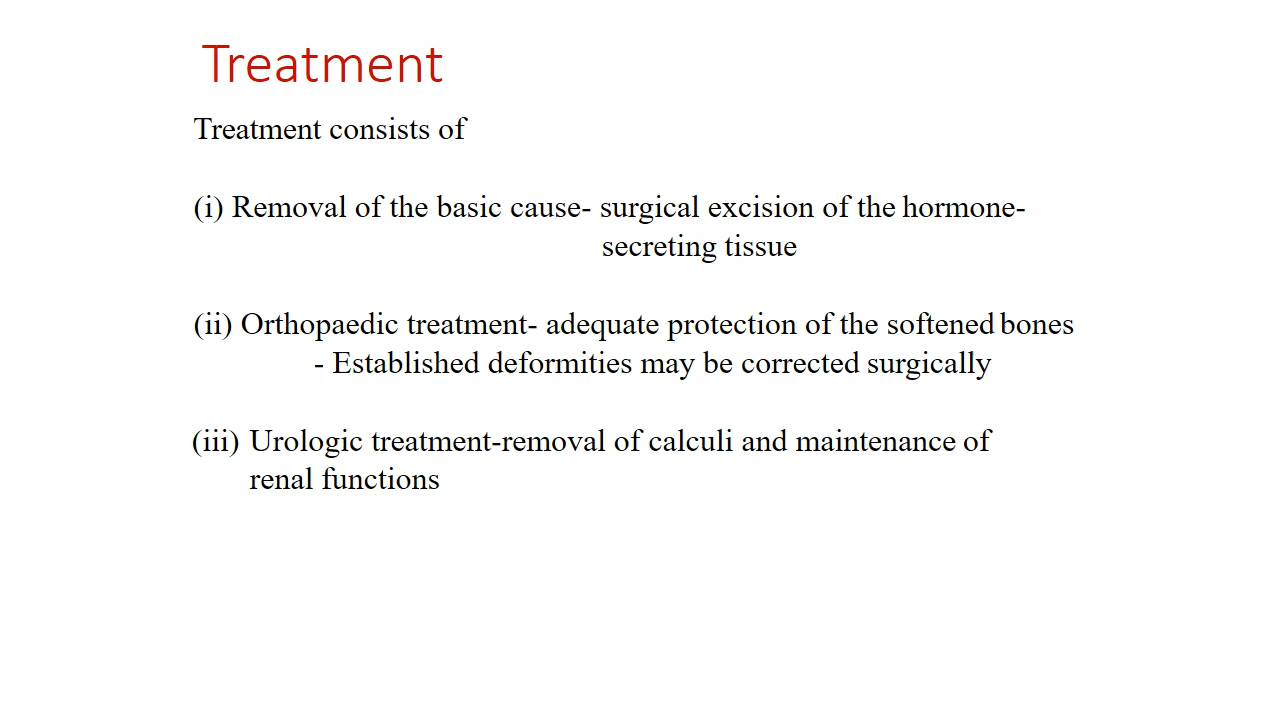 Treatment
Treatment consists of
(i) Removal of the basic cause- surgical excision of the hormone-
secreting tissue
(ii) Orthopaedic treatment- adequate protection of the softened bones
- Established deformities may be corrected surgically
(iii) Urologic treatment-removal of calculi and maintenance of
renal functions